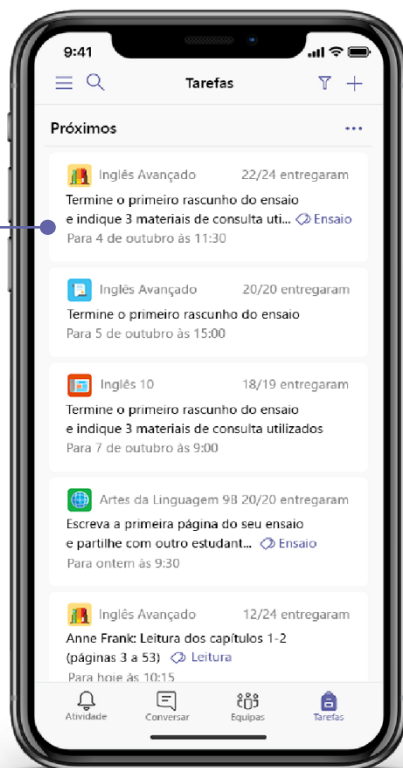 9:41
Tarefas
Próximos
Inglês Avançado 22/24 entregaram
Termine o primeiro rascunho do ensaio
e indique 3 materiais de consulta uti... Ensaio
Para 4 de outubro às 11:30
Inglês Avançado 20/20 entregaram
Termine o primeiro rascunho do ensaio
Para 5 de outubro às 15:00
Inglês 10 18/19 entregaram
Termine o primeiro rascunho do ensaio
e indique 3 materiais de consulta utilizados
Para 7 de outubro às 9:00
Artes da Linguagem 9B 20/20 entregaram
Escreva a primeira página do seu ensaio
e partilhe com outro estudant... Ensaio
Para ontem às 9:30
Inglês Avançado 12/24 entregaram
Anne Frank: Leitura dos capítulos 1-2
(páginas 3 a 53) Leitura
Para hoje às 10:15
Atividade Conversar Equipas Tarefas